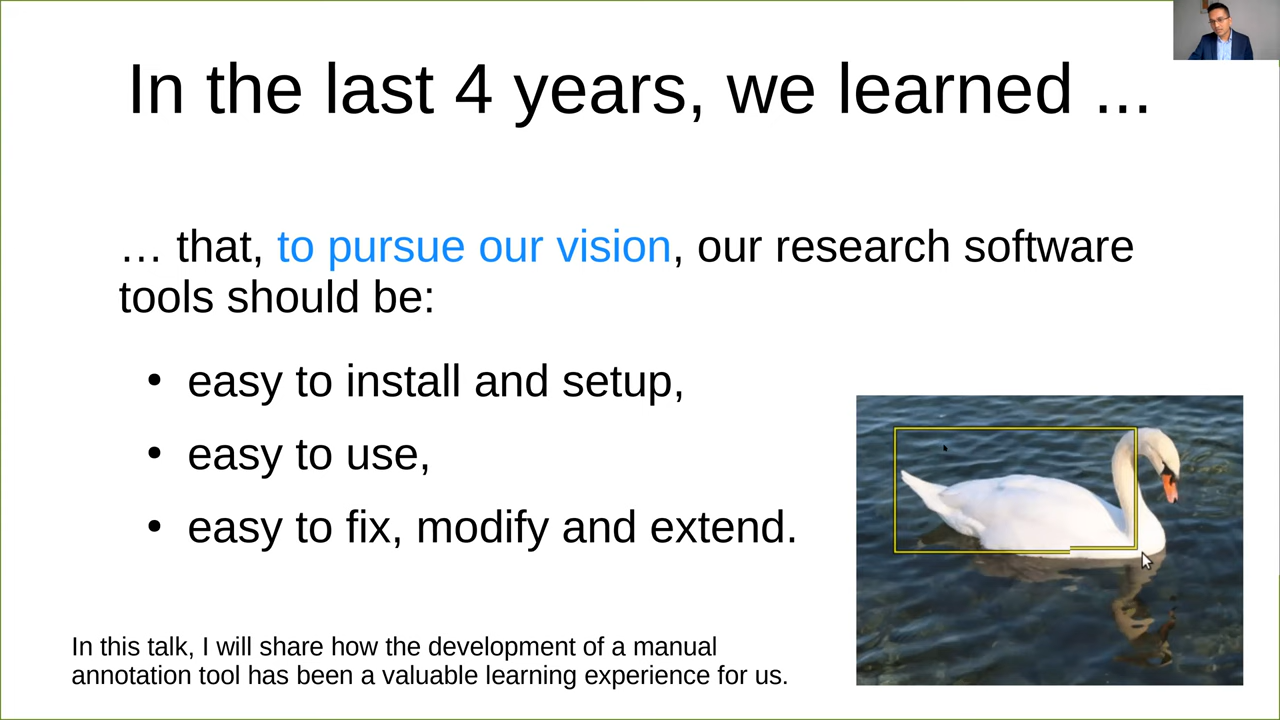 In the last 4 years, we learned ...
… that, to pursue our vision, our research software
tools should be:
• easy to install and setup,
• easy to use,
• easy to fix, modify and extend.
In this talk, I will share how the development of a manual
annotation tool has been a valuable learning experience for us.